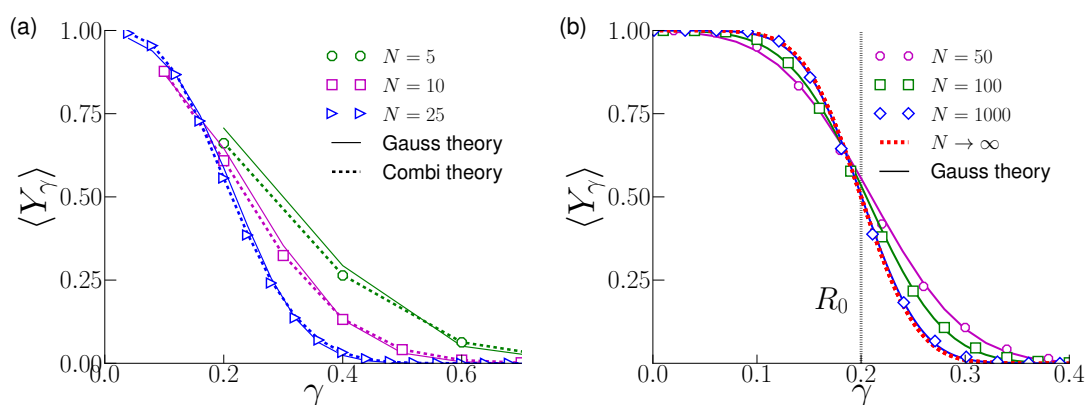 (a)
⟨Y_γ⟩
1.00
0.75
0.50
0.25
0.00
0
0.2
0.4
0.6
γ
N = 5
N = 10
N = 25
Gauss theory
Combi theory
(b)
⟨Y_γ⟩
1.00
0.75
0.50
0.25
0.00
0.0
0.1
0.2
0.3
0.4
γ
R_0
N = 50
N = 100
N = 1000
N → ∞
Gauss theory